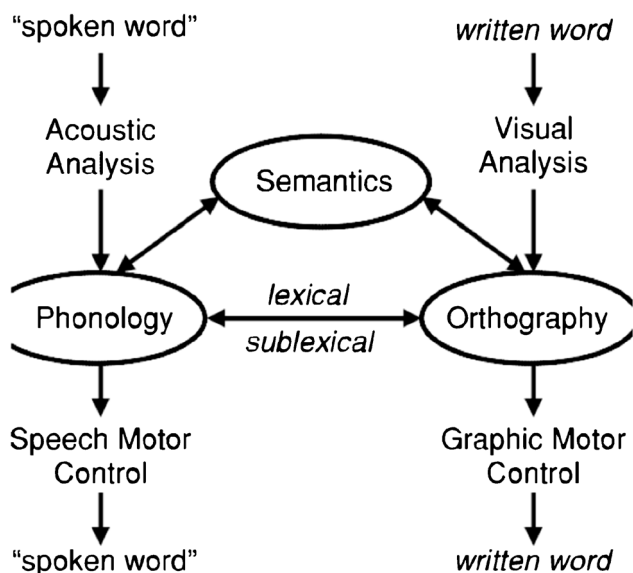 “spoken word”
written word
Acoustic
Analysis
Visual
Analysis
Semantics
Phonology
lexical
sublexical
Orthography
Speech Motor
Control
Graphic Motor
Control
“spoken word”
written word